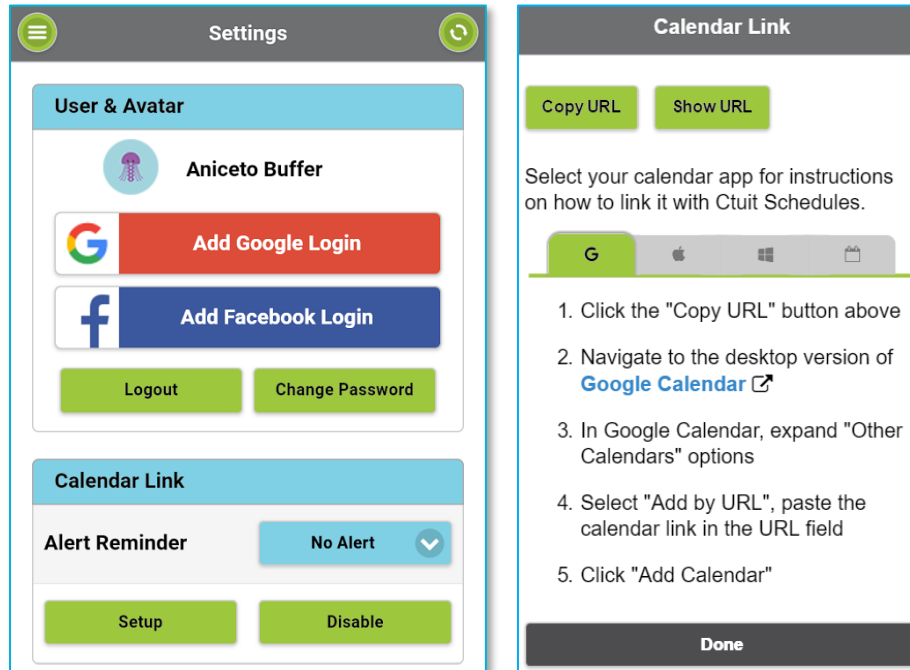 Settings
User & Avatar
Aniceto Buffer
Add Google Login
Add Facebook Login
Logout
Change Password
Calendar Link
Alert Reminder
No Alert
Setup
Disable
Calendar Link
Copy URL
Show URL
Select your calendar app for instructions
on how to link it with Ctuit Schedules.
1. Click the "Copy URL" button above
2. Navigate to the desktop version of
Google Calendar
3. In Google Calendar, expand "Other
Calendars" options
4. Select "Add by URL", paste the
calendar link in the URL field
5. Click "Add Calendar"
Done